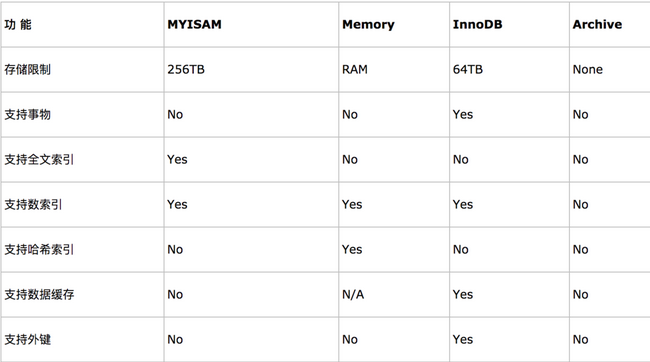 功 能 MYISAM Memory InnoDB Archive
存储限制 256TB RAM 64TB None
支持事物 No No Yes No
支持全文索引 Yes No No No
支持数索引 Yes Yes Yes No
支持哈希索引 No Yes No No
支持数据缓存 No N/A Yes No
支持外键 No No Yes No